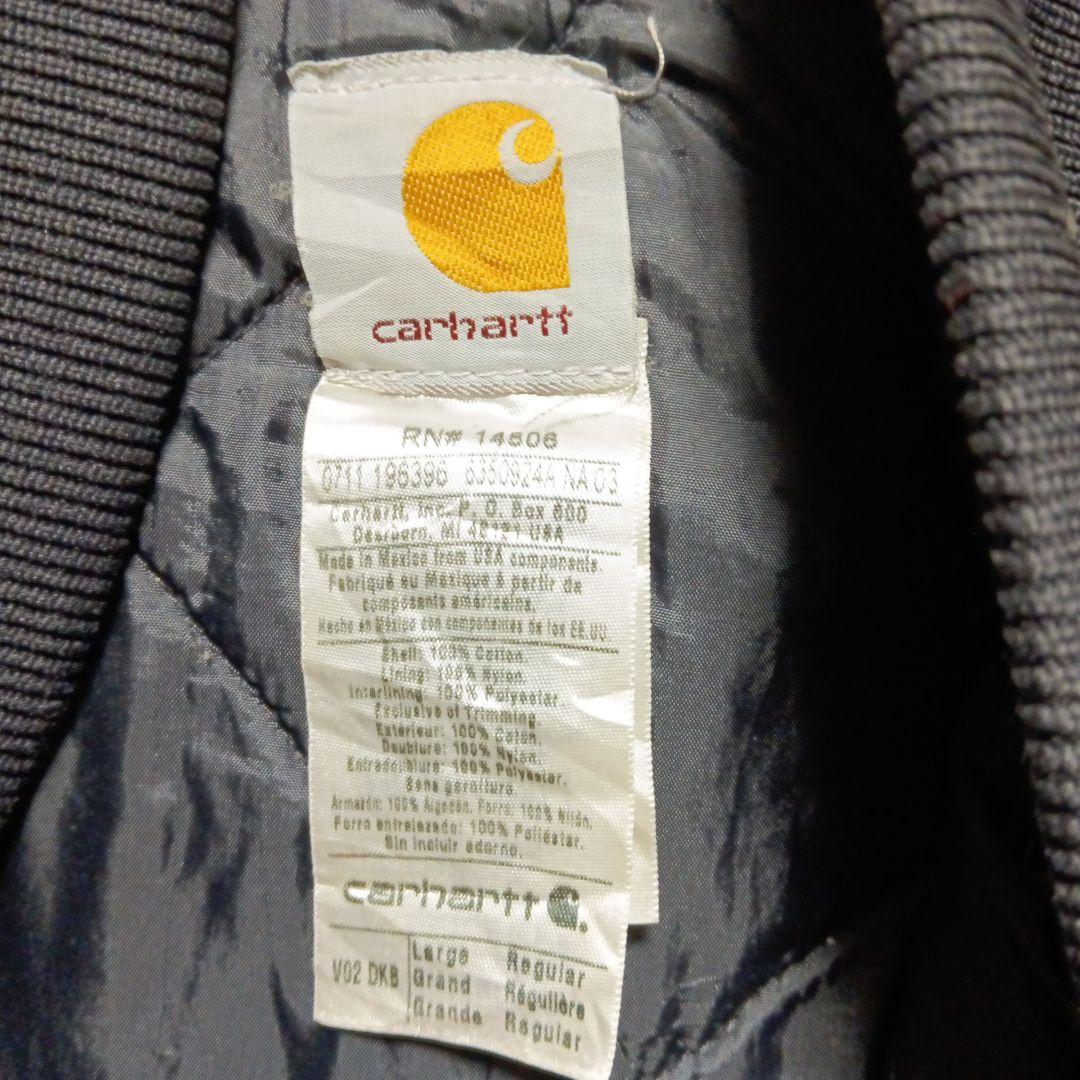 carhartt
RN# 14806
0711 196396 6350924A NA 03
Carhartt, Inc. P. O. Box 600
Dearborn, MI 48121 USA
Made in Mexico from USA components.
Fabriqué au Mexique à partir de
composants américains.
Hecho en México con componentes de los EE.UU
Shell: 100% Cotton.
Lining: 100% Nylon.
Interlining: 100% Polyester
Exclusive of Trimming
Extérieur: 100% Coton.
Doublure: 100% Nylon.
Entredoublure: 100% Polyester.
Sans garniture.
Armazón: 100% Algodón. Forro: 100% Nilón.
Forro entrelazado: 100% Poliéster.
Sin incluir adorno.
carhartt
V02 DKB Large Regular
Grand Régulière
Grande Regular